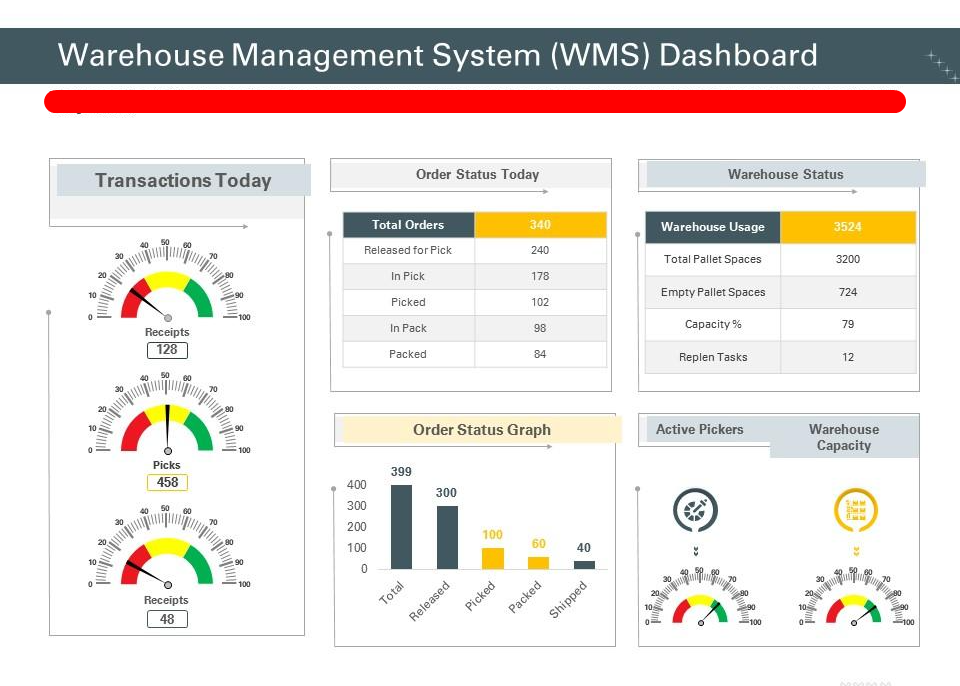 Warehouse Management System (WMS) Dashboard
Transactions Today
0 10 20 30 40 50 60 70 80 90 100
Receipts
128
0 10 20 30 40 50 60 70 80 90 100
Picks
458
0 10 20 30 40 50 60 70 80 90 100
Receipts
48
Order Status Today
Total Orders 340
Released for Pick 240
In Pick 178
Picked 102
In Pack 98
Packed 84
Warehouse Status
Warehouse Usage 3524
Total Pallet Spaces 3200
Empty Pallet Spaces 724
Capacity % 79
Replen Tasks 12
Order Status Graph
400
300
200
100
0
399 300 100 60 40
Total Released Picked Packed Shipped
Active Pickers
Warehouse
Capacity
0 10 20 30 40 50 60 70 80 90 100
0 10 20 30 40 50 60 70 80 90 100